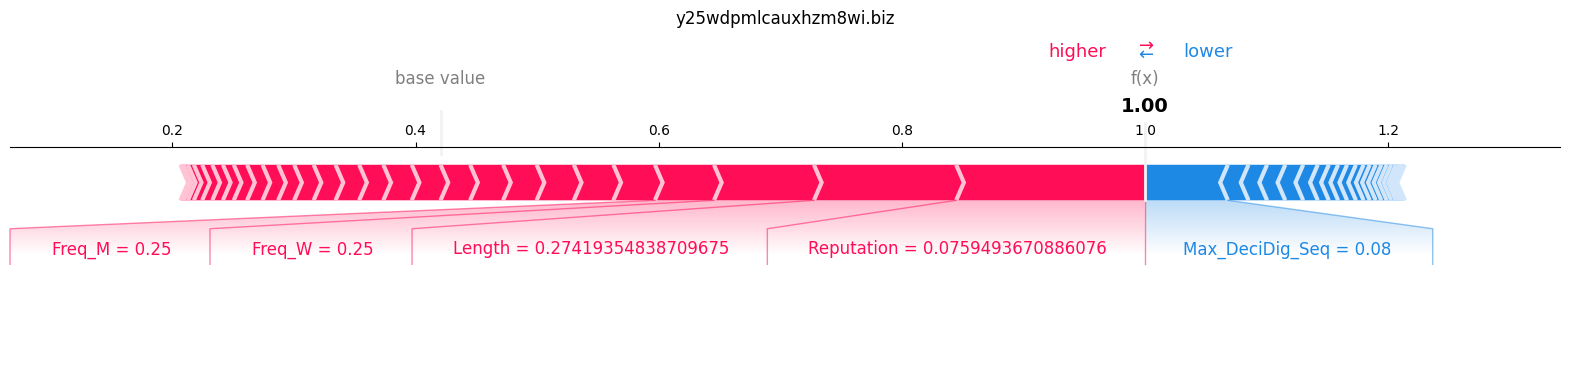 y25wdpmlcauxhzm8wi.biz
higher ⇄ lower
base value f(x)
1.00
0.2 0.4 0.6 0.8 1.0 1.2
Freq_M = 0.25 Freq_W = 0.25 Length = 0.27419354838709675 Reputation = 0.0759493670886076 Max_DeciDig_Seq = 0.08